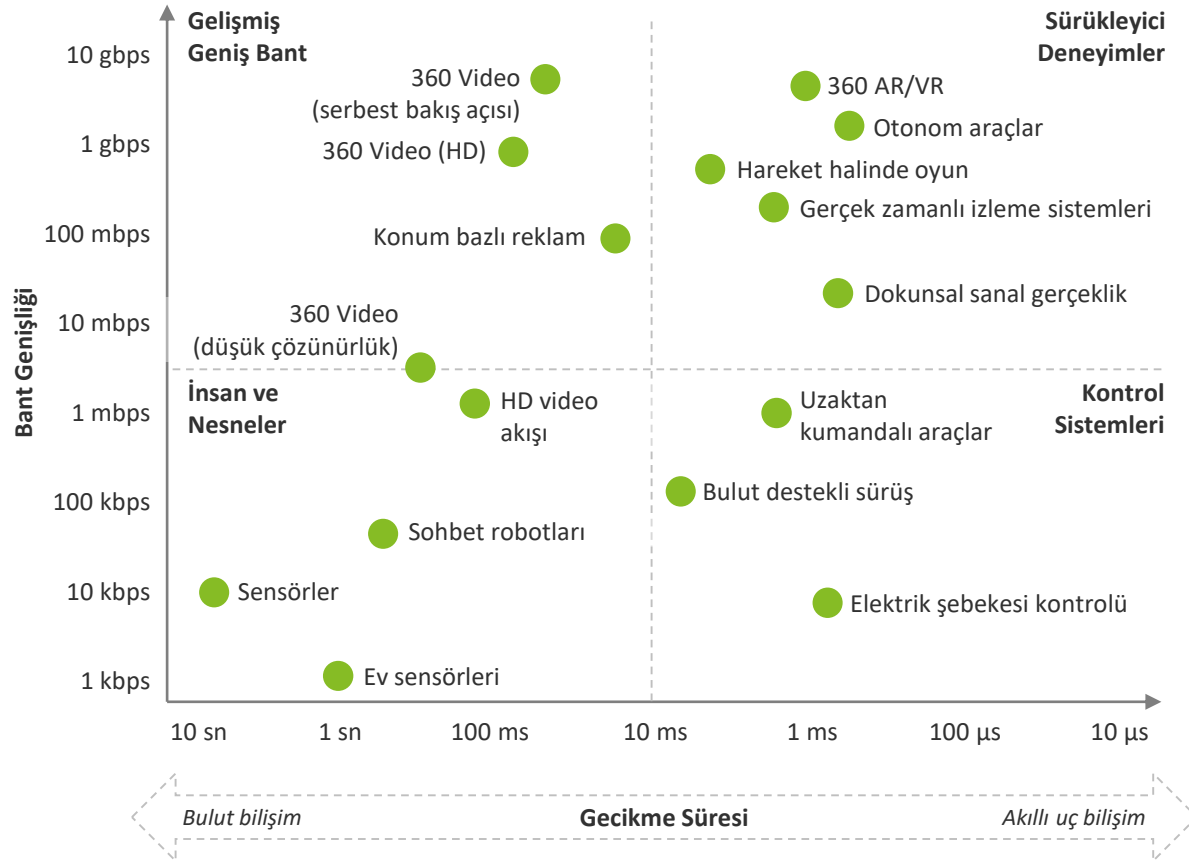 Gelişmiş
Geniş Bant
Sürükleyici
Deneyimler
10 gbps
1 gbps
100 mbps
10 mbps
1 mbps
100 kbps
10 kbps
1 kbps
Bant Genişliği
360 Video
(serbest bakış açısı)
360 Video (HD)
Konum bazlı reklam
360 Video
(düşük çözünürlük)
360 AR/VR
Otonom araçlar
Hareket halinde oyun
Gerçek zamanlı izleme sistemleri
Dokunsal sanal gerçeklik
İnsan ve
Nesneler
Kontrol
Sistemleri
HD video
akışı
Sohbet robotları
Sensörler
Ev sensörleri
Uzaktan
kumandalı araçlar
Bulut destekli sürüş
Elektrik şebekesi kontrolü
10 sn
1 sn
100 ms
10 ms
1 ms
100 µs
10 µs
Bulut bilişim
Gecikme Süresi
Akıllı uç bilişim